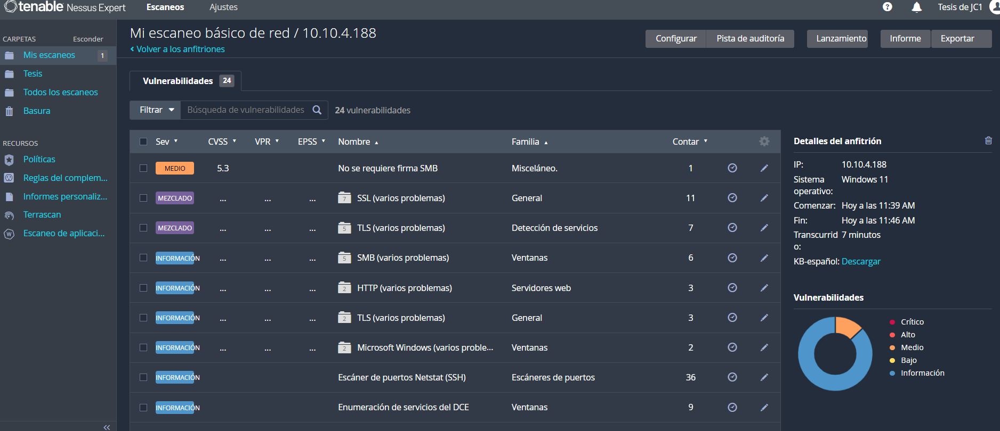 tenable Nessus Expert Escaneos Ajustes ? Tesis de JC1
CARPETAS Esconder
Mis escaneos 1
Tesis
Todos los escaneos
Basura
RECURSOS
Políticas
Reglas del complem...
Informes personaliz...
Terrascan
Escaneo de aplicaci...
Mi escaneo básico de red / 10.10.4.188
Volver a los anfitriones
Configurar Pista de auditoría Lanzamiento Informe Exportar
Vulnerabilidades 24
Filtrar Búsqueda de vulnerabilidades 24 vulnerabilidades
Sev CVSS VPR EPSS Nombre Familia Contar
MEDIO 5.3 No se requiere firma SMB Misceláneo. 1
MEZCLADO ... ... ... 7 SSL (varios problemas) General 11
MEZCLADO ... ... ... 5 TLS (varios problemas) Detección de servicios 7
INFORMACIÓN ... ... ... 5 SMB (varios problemas) Ventanas 6
INFORMACIÓN ... ... ... 2 HTTP (varios problemas) Servidores web 3
INFORMACIÓN ... ... ... 2 TLS (varios problemas) General 3
INFORMACIÓN ... ... ... 2 Microsoft Windows (varios proble... Ventanas 2
INFORMACIÓN Escáner de puertos Netstat (SSH) Escáneres de puertos 36
INFORMACIÓN Enumeración de servicios del DCE Ventanas 9
Detalles del anfitrión
IP: 10.10.4.188
Sistema Windows 11
operativo:
Comenzar: Hoy a las 11:39 AM
Fin: Hoy a las 11:46 AM
Transcurrid 7 minutos
o:
KB-español: Descargar
Vulnerabilidades
Crítico
Alto
Medio
Bajo
Información